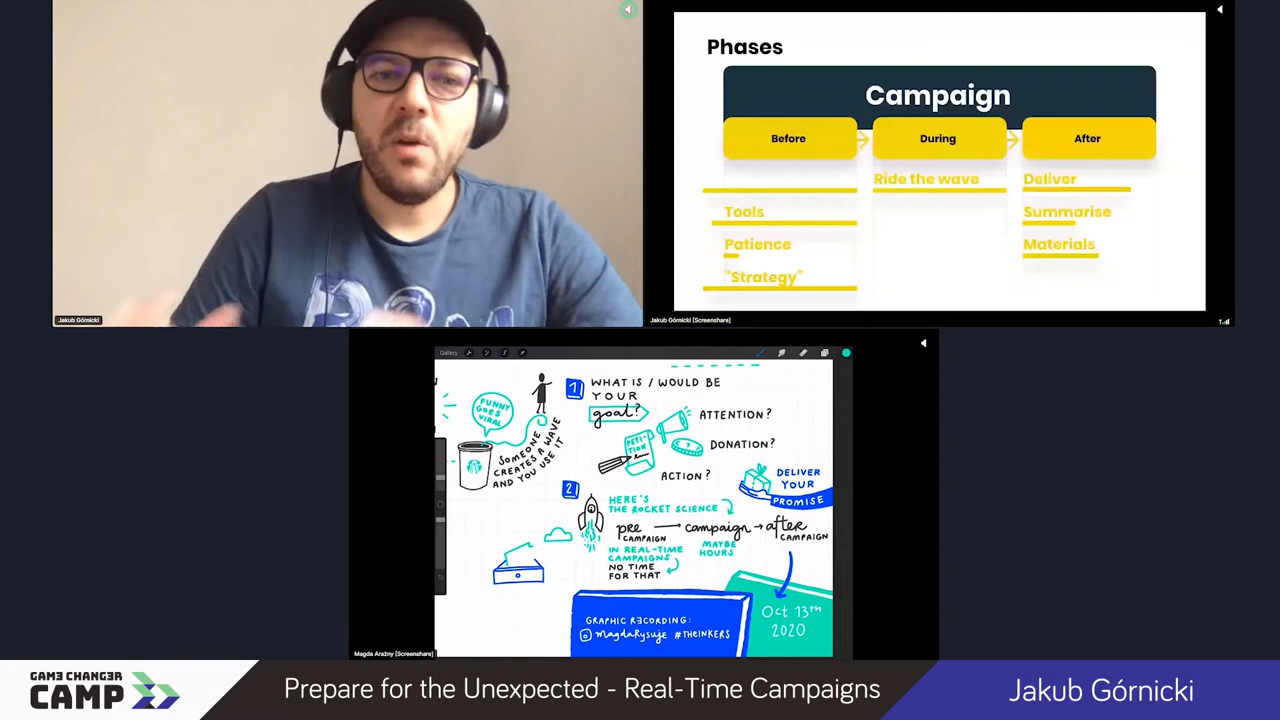 Jakub Górnicki
Phases
Campaign
Before
During
After
Ride the wave
Deliver
Tools
Summarise
Patience
Materials
"Strategy"
Jakub Górnicki [Screenshare]
Gallery
FUNNY
GOES
VIRAL
SOMEONE
CREATES A WAVE
AND YOU USE IT
1
WHAT IS / WOULD BE
YOUR
goal?
ATTENTION?
PETI-
TION
DONATION?
ACTION?
DELIVER
YOUR
PROMISE
2
HERE'S
THE ROCKET SCIENCE
pre campaign after
CAMPAIGN
CAMPAIGN
IN REAL-TIME
CAMPAIGNS
NO TIME
FOR THAT
MAYBE
HOURS
Oct 13th
2020
GRAPHIC RECORDING:
MagdaRysuje #THEINKERS
Magda Arażny [Screenshare]
GAME CHANGER
CAMP
Prepare for the Unexpected - Real-Time Campaigns
Jakub Górnicki